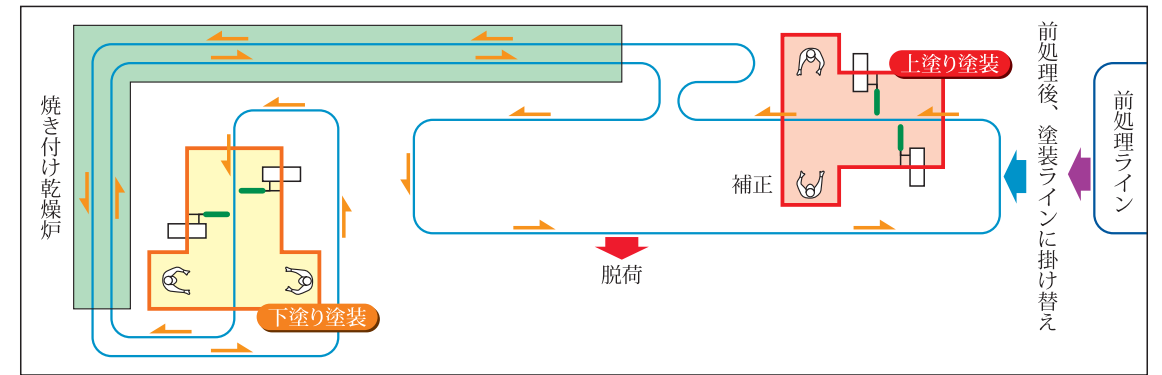 焼き付け乾燥炉
下塗り塗装
上塗り塗装
補正
脱荷
前処理後、塗装ラインに掛け替え
前処理ライン